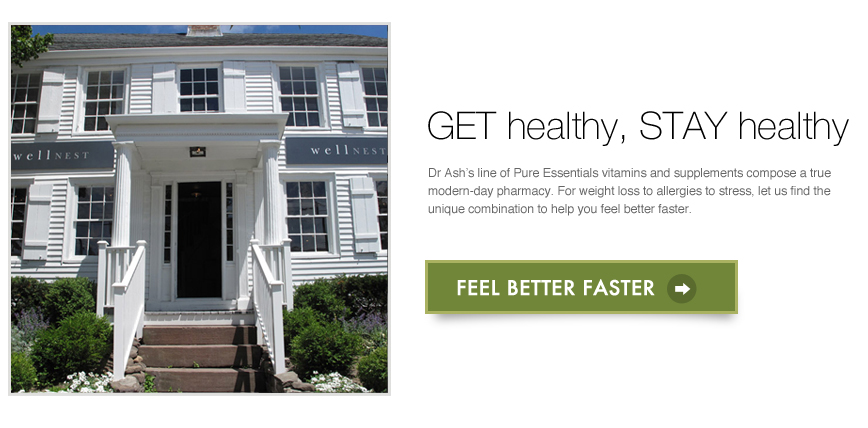 wellNEST
wellNEST
GET healthy, STAY healthy
Dr Ash's line of Pure Essentials vitamins and supplements compose a true
modern-day pharmacy. For weight loss to allergies to stress, let us find the
unique combination to help you feel better faster.
FEEL BETTER FASTER